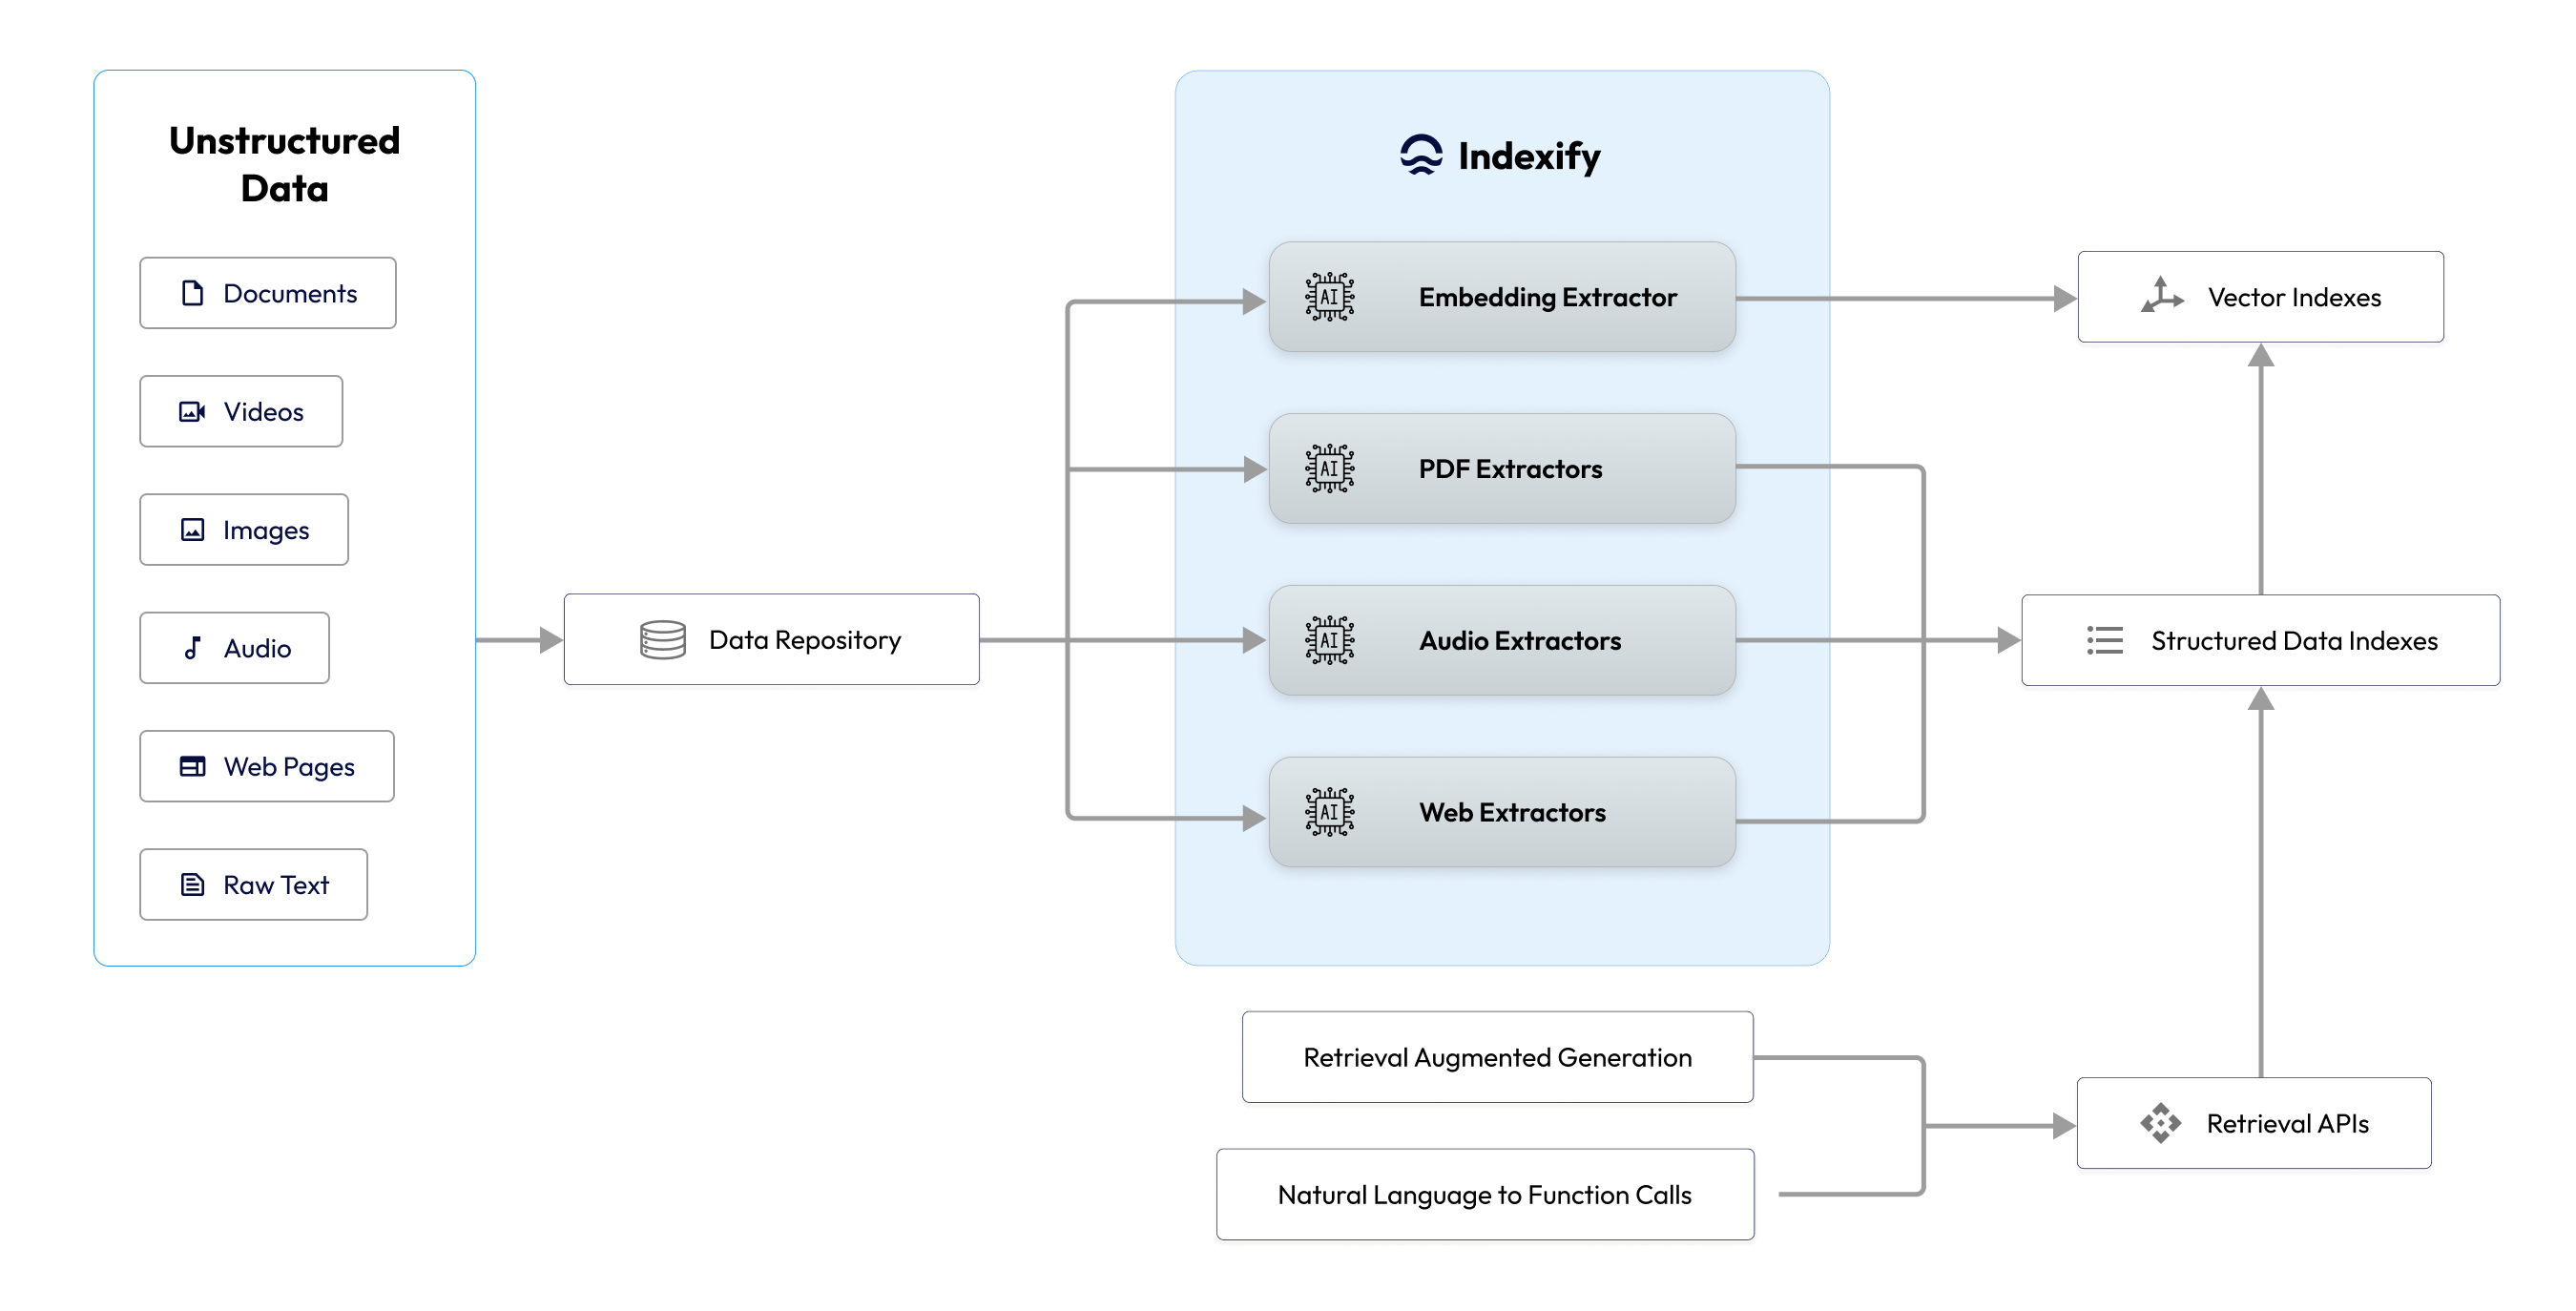 Unstructured
Data
Documents
Videos
Images
Audio
Web Pages
Raw Text
Data Repository
Indexify
AI Embedding Extractor
AI PDF Extractors
AI Audio Extractors
AI Web Extractors
Vector Indexes
Structured Data Indexes
Retrieval Augmented Generation
Natural Language to Function Calls
Retrieval APIs